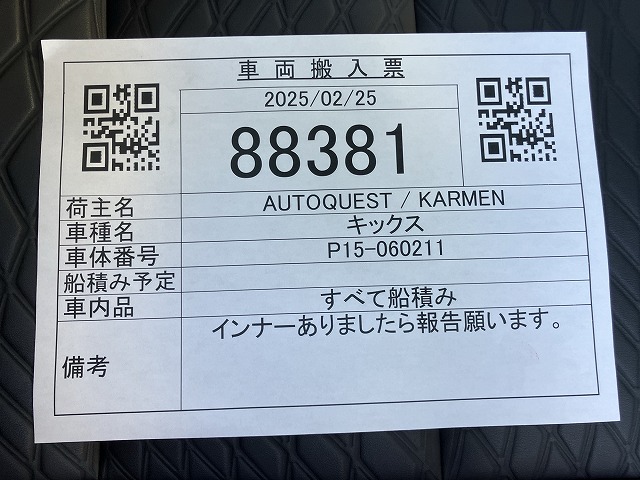 車両搬入票
2025/02/25
88381
荷主名 AUTOQUEST / KARMEN
車種名 キックス
車体番号 P15-060211
船積み予定
車内品 すべて船積み
備考 インナーありましたら報告願います。